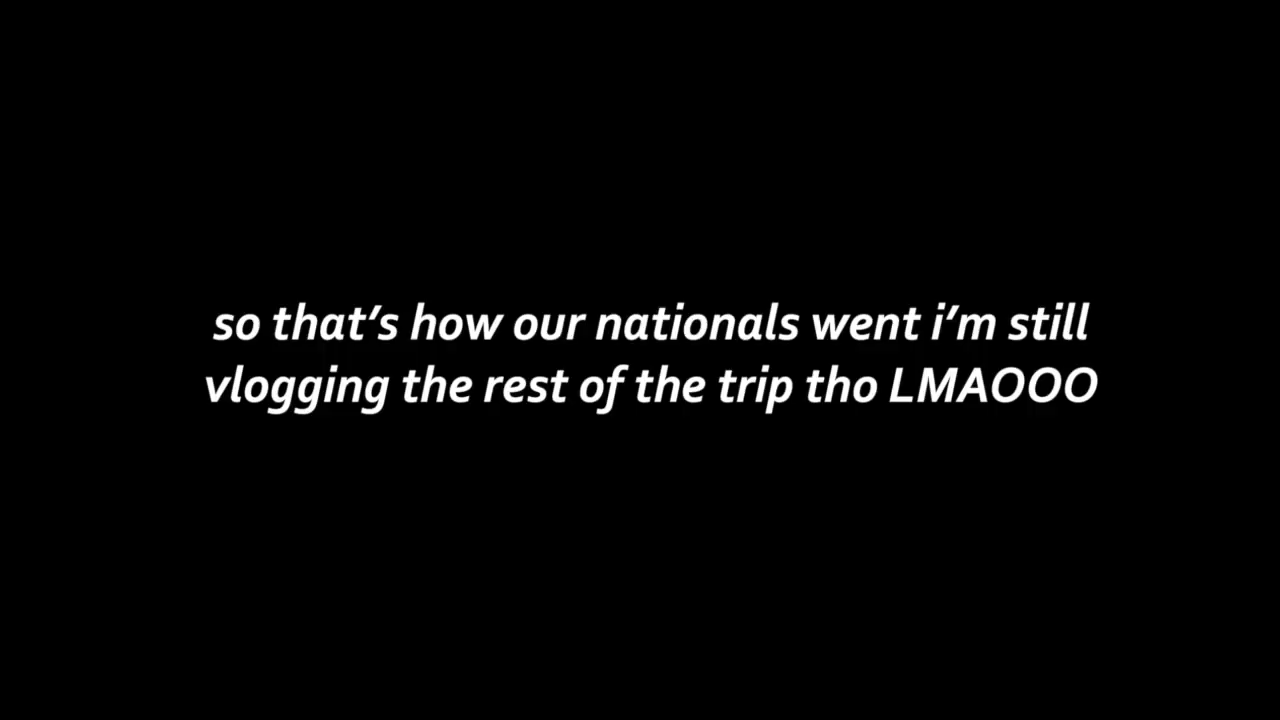 so that’s how our nationals went i’m still
vlogging the rest of the trip tho LMAOOO